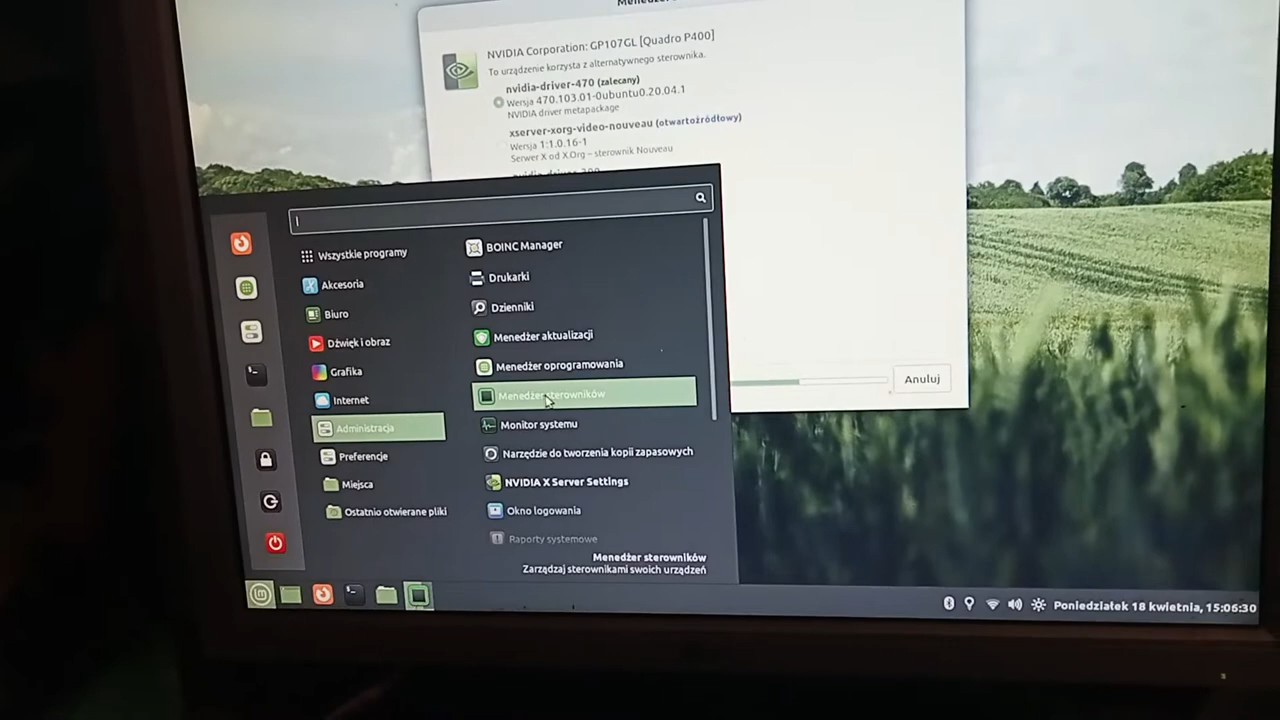 NVIDIA Corporation: GP107GL [Quadro P400]
To urządzenie korzysta z alternatywnego sterownika.
nvidia-driver-470 (zalecany)
Wersja 470.103.01-0ubuntu0.20.04.1
NVIDIA driver metapackage
xserver-xorg-video-nouveau (otwartoźródłowy)
Wersja 1:1.0.16-1
Serwer X od X.Org – sterownik Nouveau
Anuluj
Wszystkie programy
Akcesoria
Biuro
Dźwięk i obraz
Grafika
Internet
Administracja
Preferencje
Miejsca
Ostatnio otwierane pliki
BOINC Manager
Drukarki
Dzienniki
Menedżer aktualizacji
Menedżer oprogramowania
Menedżer sterowników
Monitor systemu
Narzędzie do tworzenia kopii zapasowych
NVIDIA X Server Settings
Okno logowania
Raporty systemowe
Menedżer sterowników
Zarządzaj sterownikami swoich urządzeń
Poniedziałek 18 kwietnia, 15:06:30